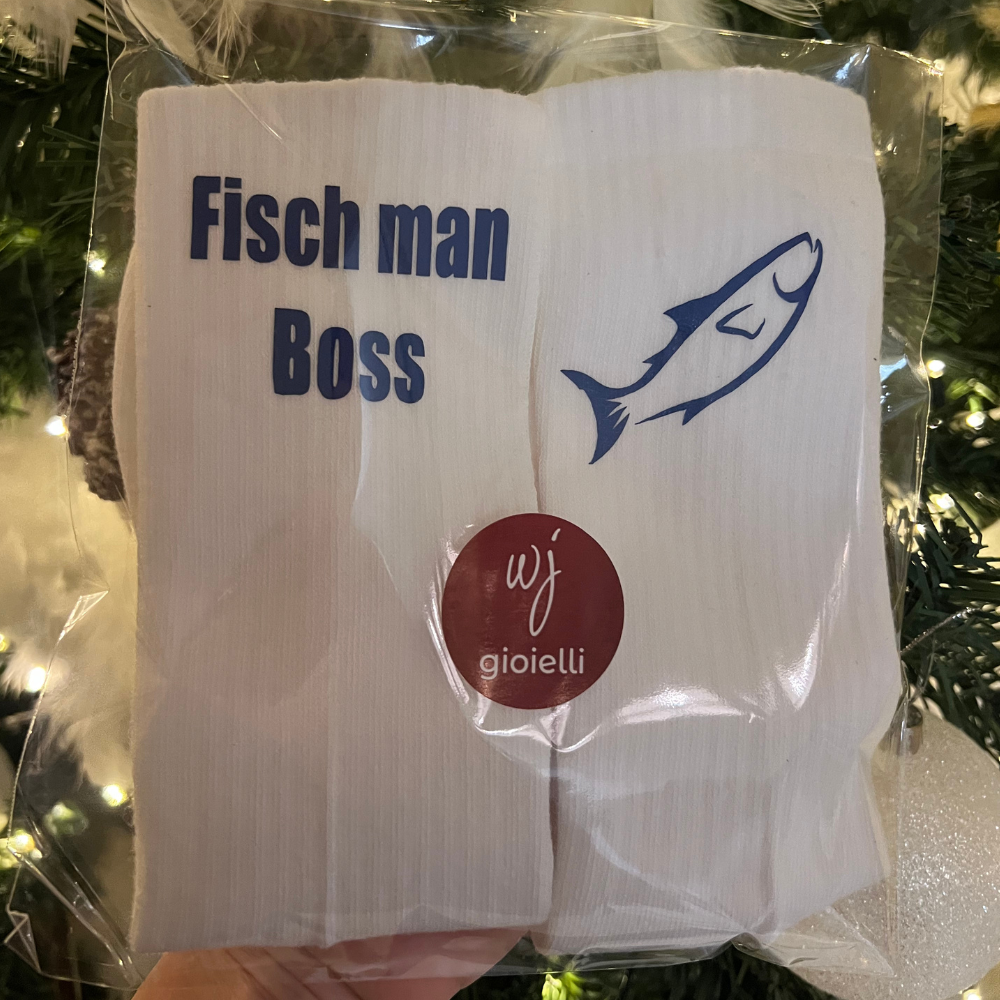 Fisch man
Boss
wj
gioielli